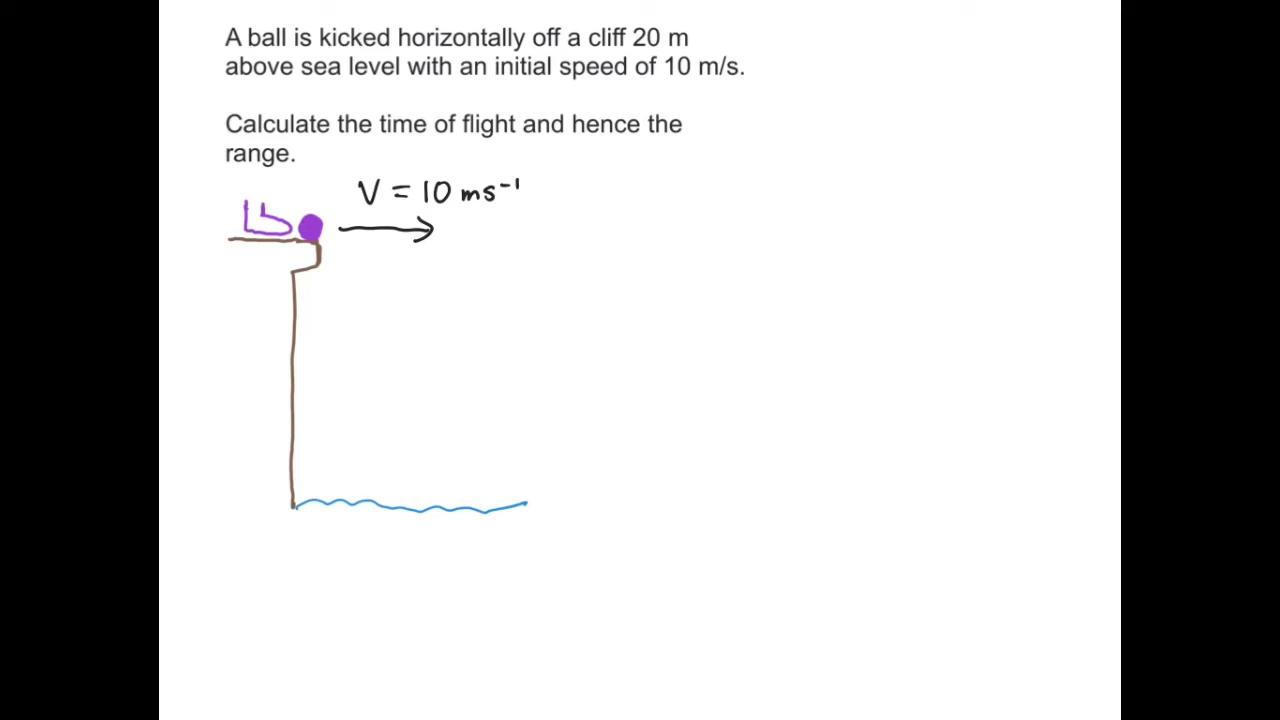 A ball is kicked horizontally off a cliff 20 m
above sea level with an initial speed of 10 m/s.
Calculate the time of flight and hence the
range.
V = 10 ms⁻¹